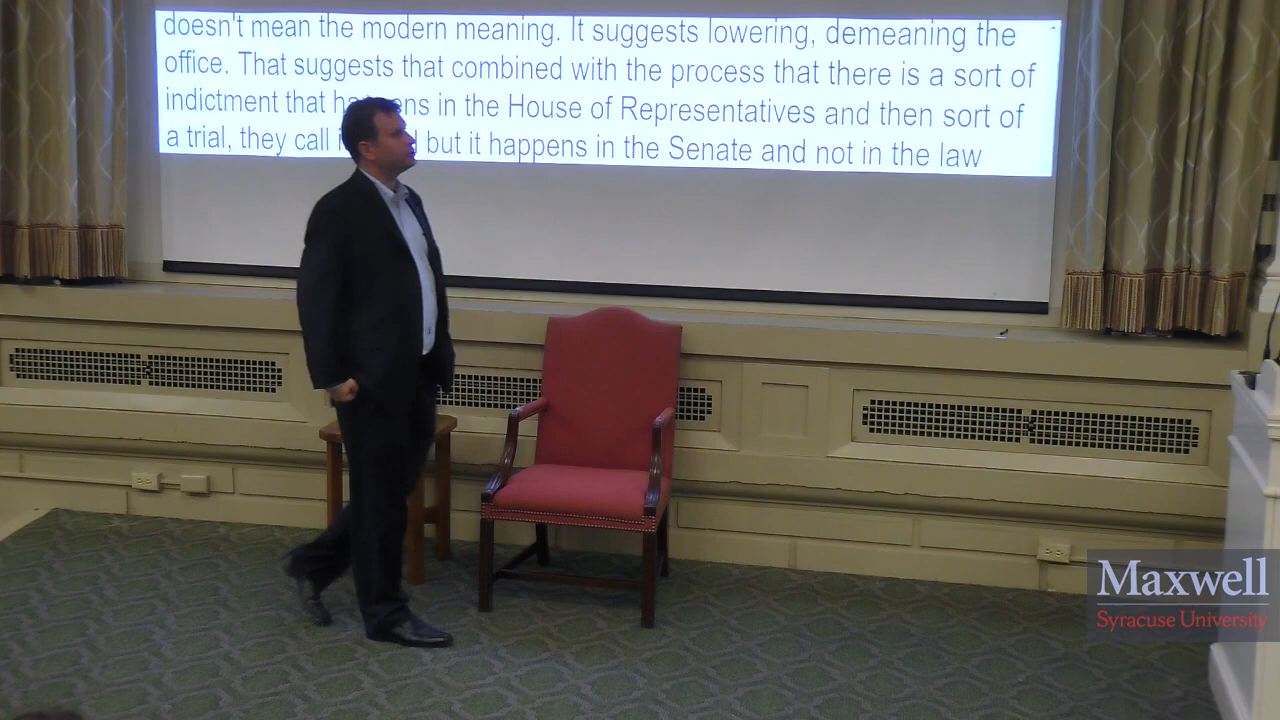 doesn't mean the modern meaning. It suggests lowering, demeaning the
office. That suggests that combined with the process that there is a sort of
indictment that happens in the House of Representatives and then sort of
a trial, they call but it happens in the Senate and not in the law
Maxwell
Syracuse University